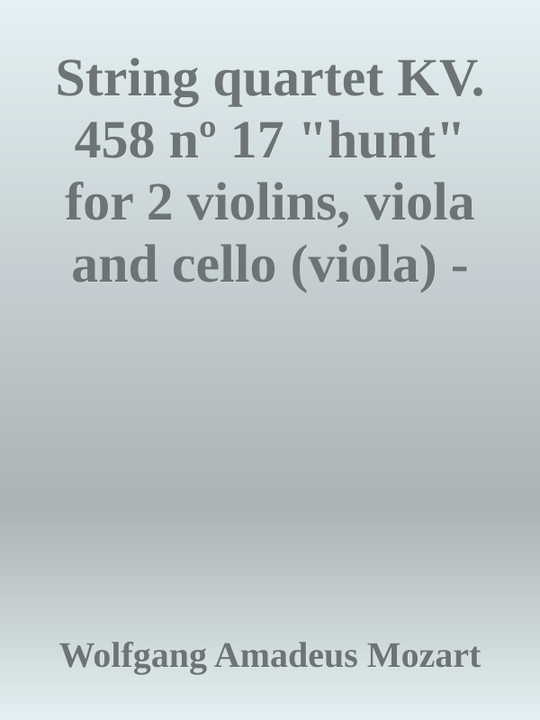 String quartet KV.
458 nº 17 "hunt"
for 2 violins, viola
and cello (viola) -
Wolfgang Amadeus Mozart